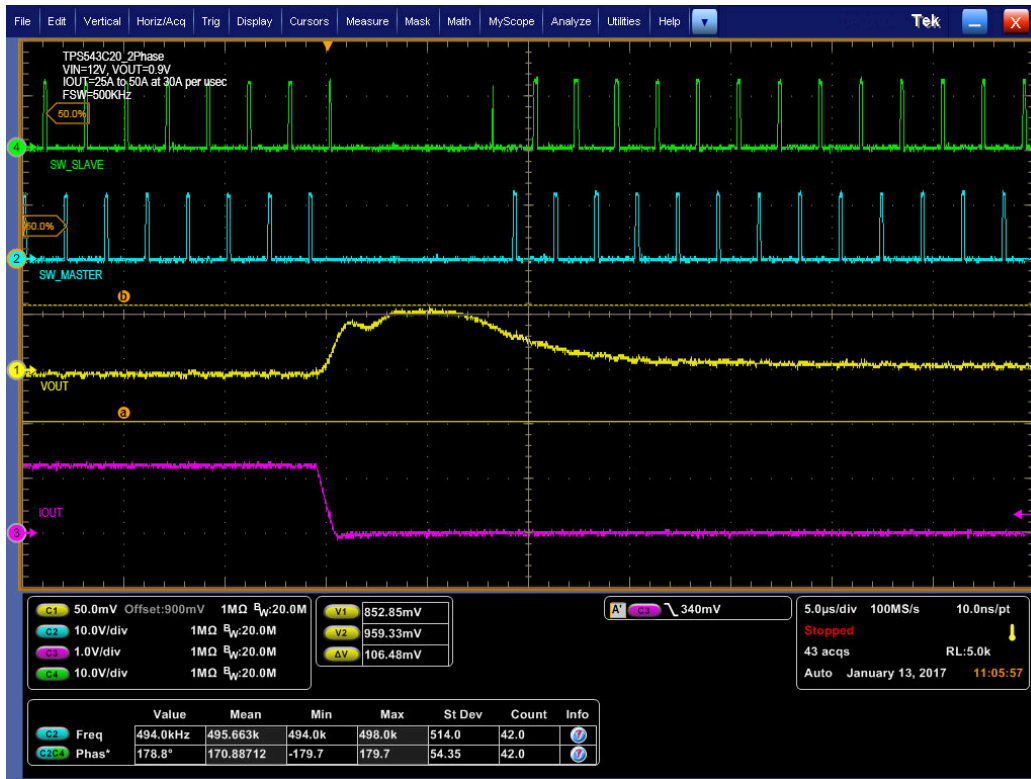 File Edit Vertical Horiz/Acq Trig Display Cursors Measure Mask Math MyScope Analyze Utilities Help Tek X
TPS543C20_2Phase
VIN=12V, VOUT=0.9V
IOUT=25A to 50A at 30A per usec
FSW=500KHz
50.0%
4
SW_SLAVE
50.0%
2
SW_MASTER
b
1
VOUT
a
IOUT
3
C1 50.0mV Offset:900mV 1MΩ BW:20.0M
C2 10.0V/div 1MΩ BW:20.0M
C3 1.0V/div 1MΩ BW:20.0M
C4 10.0V/div 1MΩ BW:20.0M
V1 852.85mV
V2 959.33mV
ΔV 106.48mV
A' C3 340mV
5.0µs/div 100MS/s 10.0ns/pt
Stopped
43 acqs RL:5.0k
Auto January 13, 2017 11:05:57
Value Mean Min Max St Dev Count Info
C2 Freq 494.0kHz 495.663k 494.0k 498.0k 514.0 42.0
C2C4 Phas* 178.8° 170.88712 -179.7 179.7 54.35 42.0